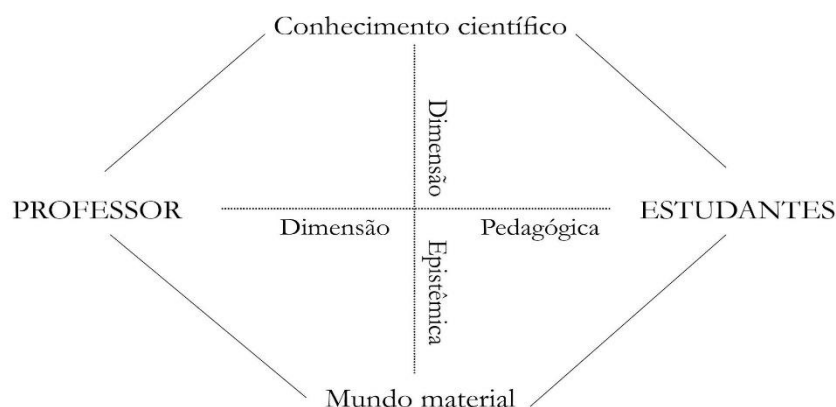 Conhecimento científico
Dimensão
PROFESSOR
ESTUDANTES
Dimensão
Pedagógica
Epistêmica
Mundo material